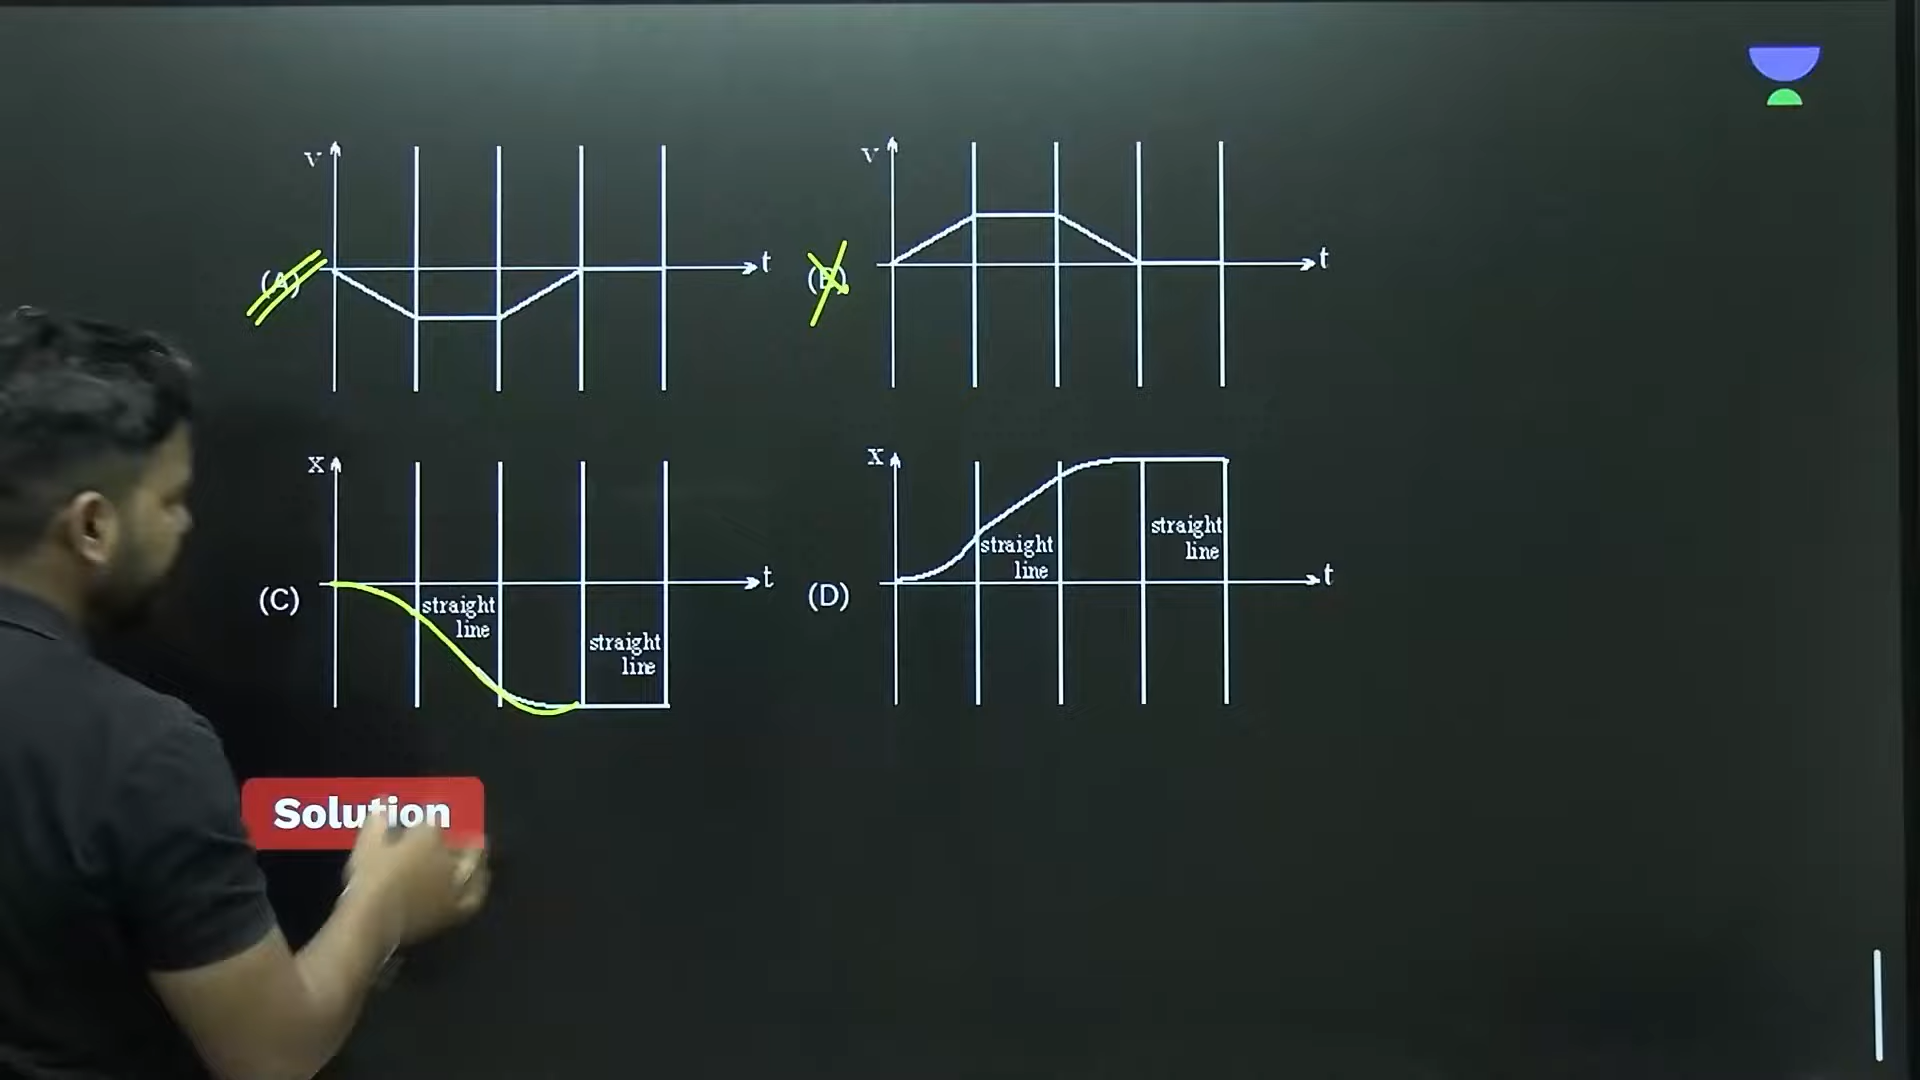 v
t
(A)
v
t
(B)
x
t
(C)
straight
line
straight
line
x
t
(D)
straight
line
straight
line
Solution